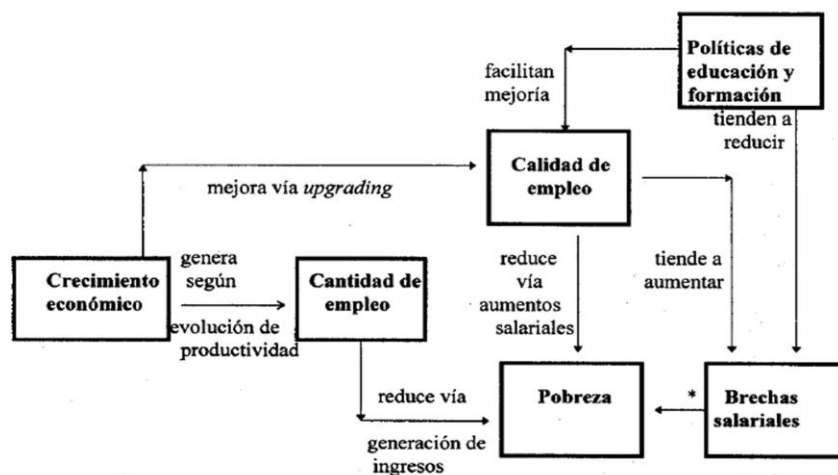 Políticas de
educación y
formación
facilitan
mejoría
tienden a
reducir
Calidad de
empleo
mejora vía upgrading
Crecimiento
económico
genera
según
evolución de
productividad
Cantidad de
empleo
reduce
vía
aumentos
salariales
tiende a
aumentar
reduce vía
generación de
ingresos
Pobreza
*
Brechas
salariales